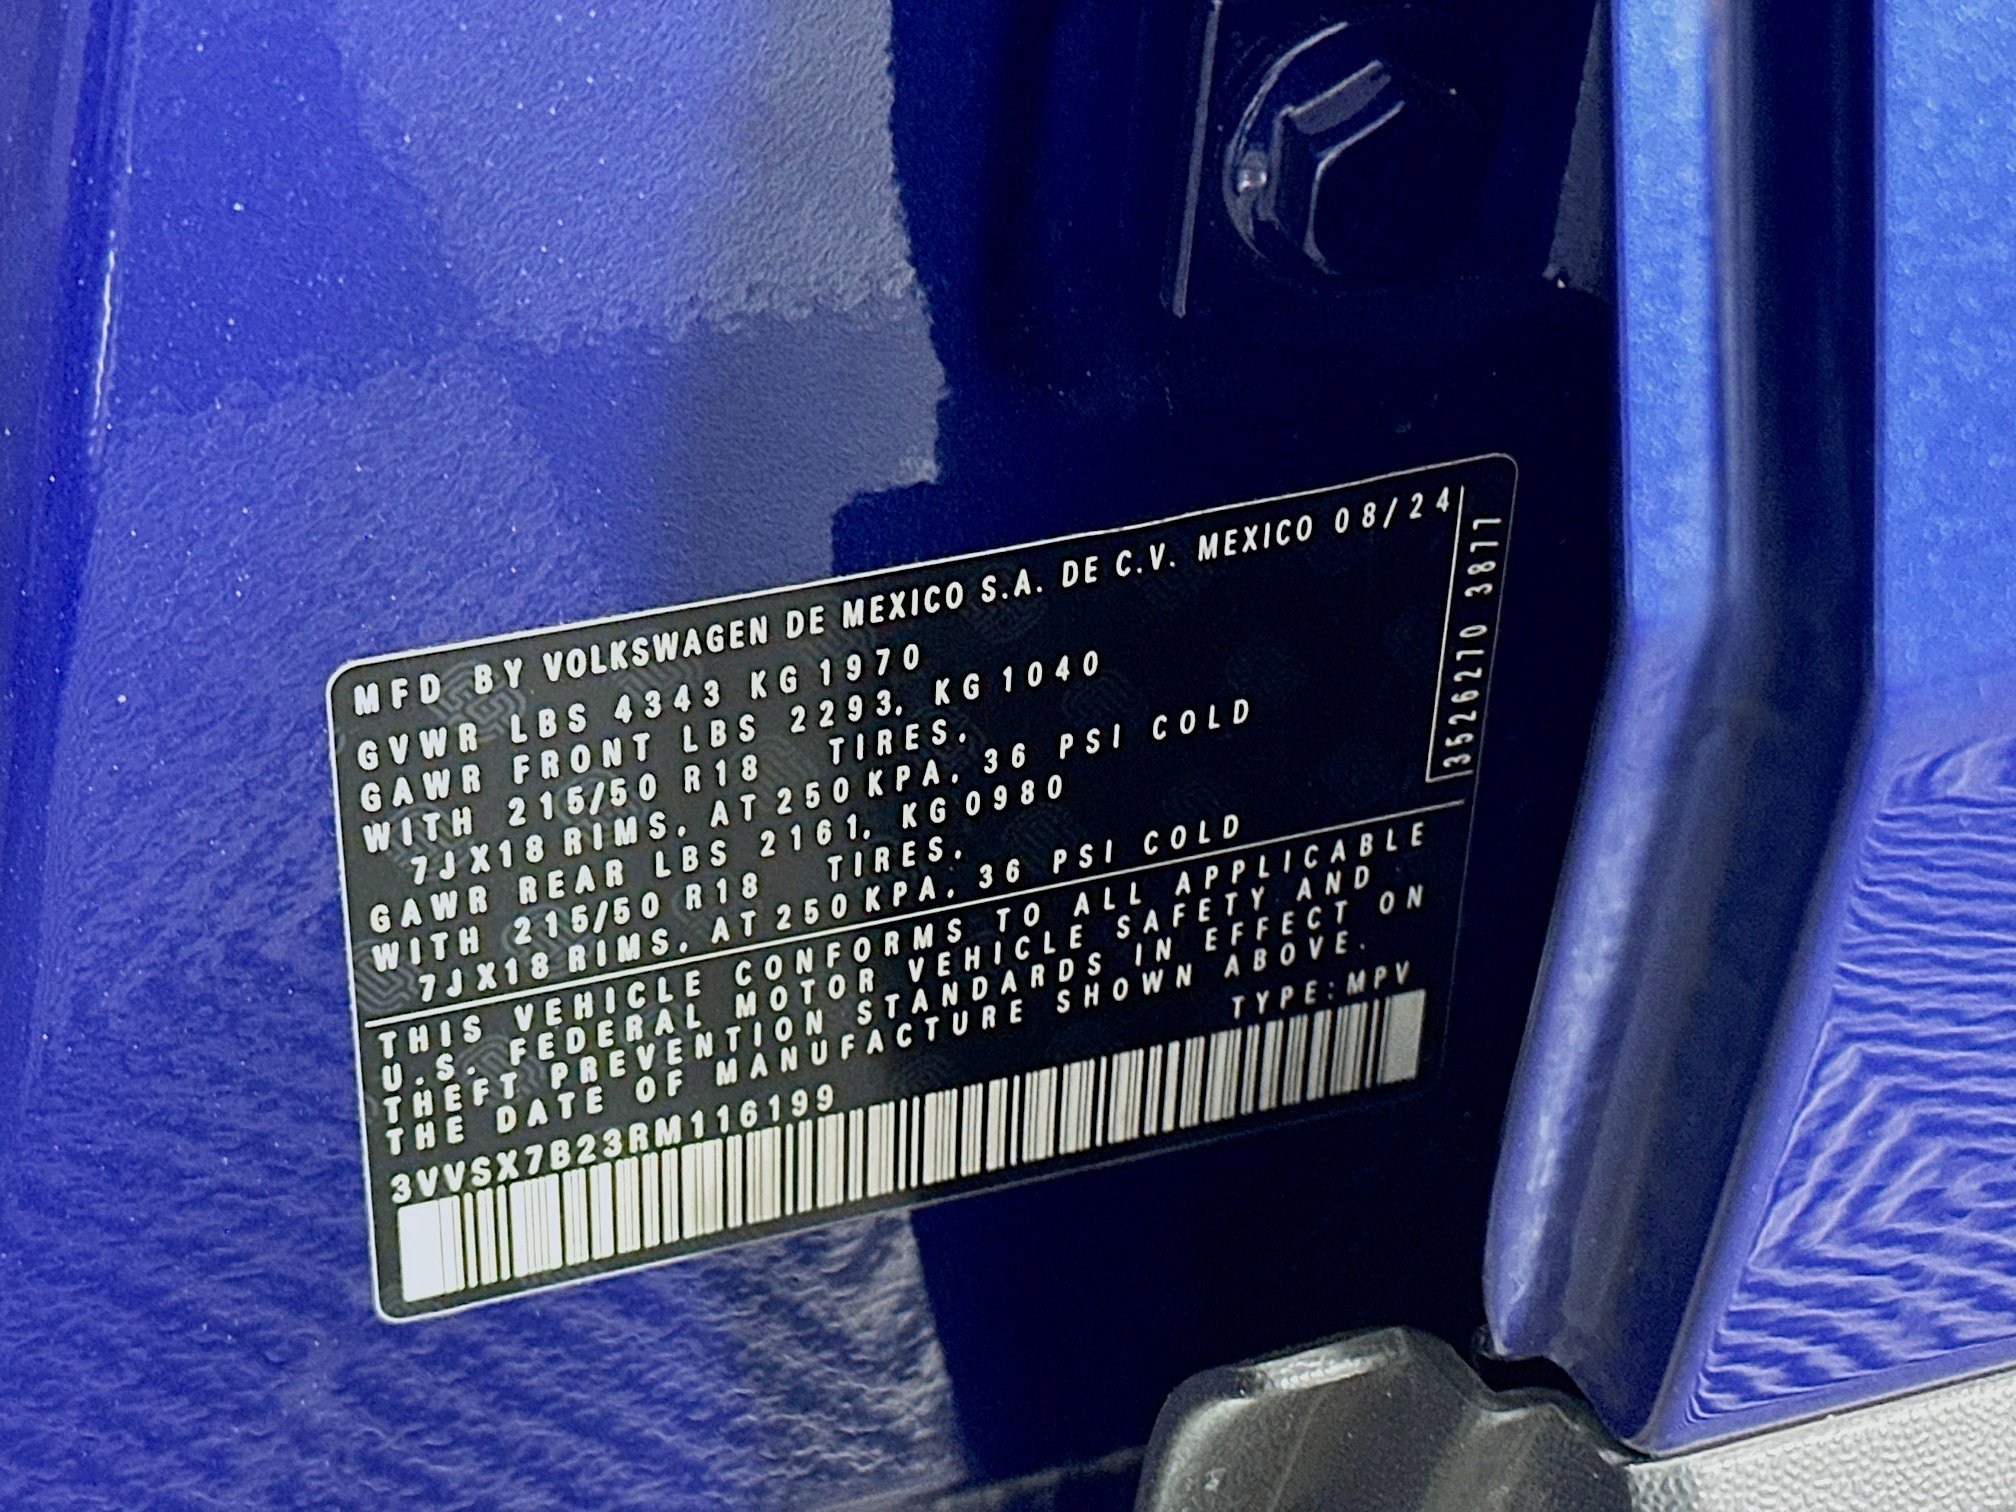 MFD BY VOLKSWAGEN DE MEXICO S.A. DE C.V. MEXICO 08/24
GVWR LBS 4343 KG 1970
GAWR FRONT LBS 2293. KG 1040
WITH 215/50 R18 TIRES.
7JX18 RIMS. AT 250 KPA. 36 PSI COLD
GAWR REAR LBS 2161. KG 0980
WITH 215/50 R18 TIRES.
7JX18 RIMS. AT 250 KPA. 36 PSI COLD
3526270 3877
THIS VEHICLE CONFORMS TO ALL APPLICABLE
U.S. FEDERAL MOTOR VEHICLE SAFETY AND
THEFT PREVENTION STANDARDS IN EFFECT ON
THE DATE OF MANUFACTURE SHOWN ABOVE.
TYPE: MPV
3VVSX7B23RM116199